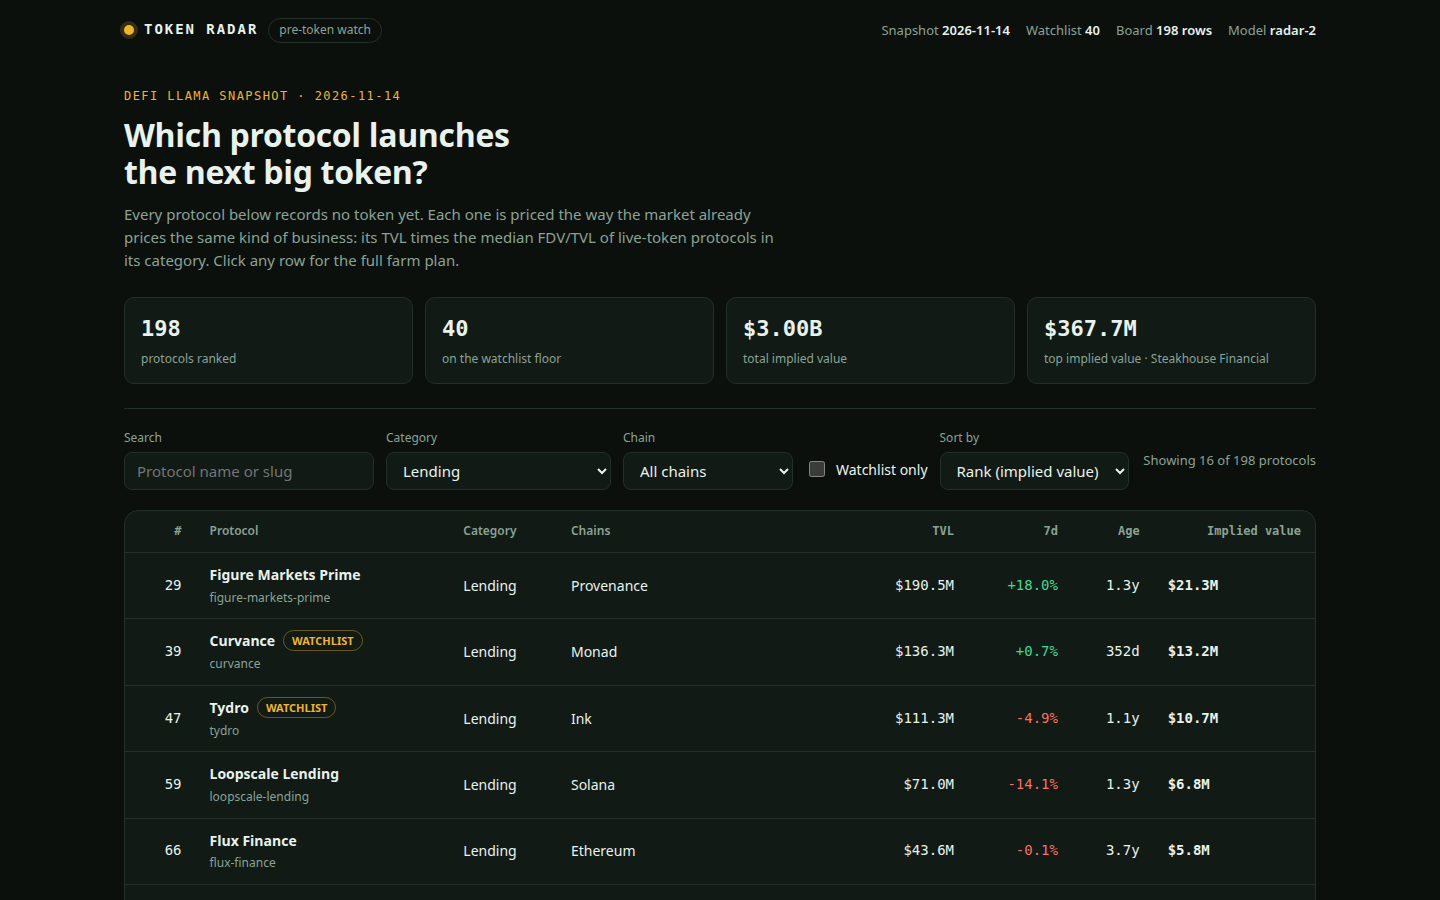 TOKEN RADAR pre-token watch Snapshot 2026-11-14 Watchlist 40 Board 198 rows Model radar-2
DEFI LLAMA SNAPSHOT · 2026-11-14
Which protocol launches
the next big token?
Every protocol below records no token yet. Each one is priced the way the market already
prices the same kind of business: its TVL times the median FDV/TVL of live-token protocols in
its category. Click any row for the full farm plan.
198 40 $3.00B $367.7M
protocols ranked on the watchlist floor total implied value top implied value · Steakhouse Financial
Search Category Chain Sort by
Protocol name or slug Lending All chains Watchlist only Rank (implied value) Showing 16 of 198 protocols
# Protocol Category Chains TVL 7d Age Implied value
29 Figure Markets Prime Lending Provenance $190.5M +18.0% 1.3y $21.3M
figure-markets-prime
39 Curvance WATCHLIST Lending Monad $136.3M +0.7% 352d $13.2M
curvance
47 Tydro WATCHLIST Lending Ink $111.3M -4.9% 1.1y $10.7M
tydro
59 Loopscale Lending Lending Solana $71.0M -14.1% 1.3y $6.8M
loopscale-lending
66 Flux Finance Lending Ethereum $43.6M -0.1% 3.7y $5.8M
flux-finance